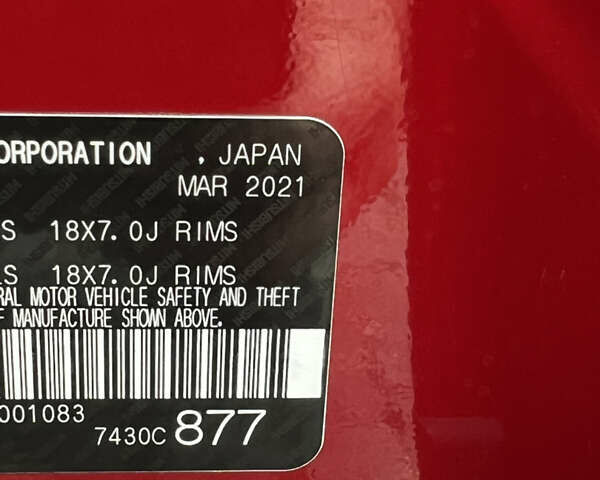 ORPORATION , JAPAN
MAR 2021
S 18X7.0J RIMS
LS 18X7.0J RIMS
RAL MOTOR VEHICLE SAFETY AND THEFT
F MANUFACTURE SHOWN ABOVE.
001083
7430C 877